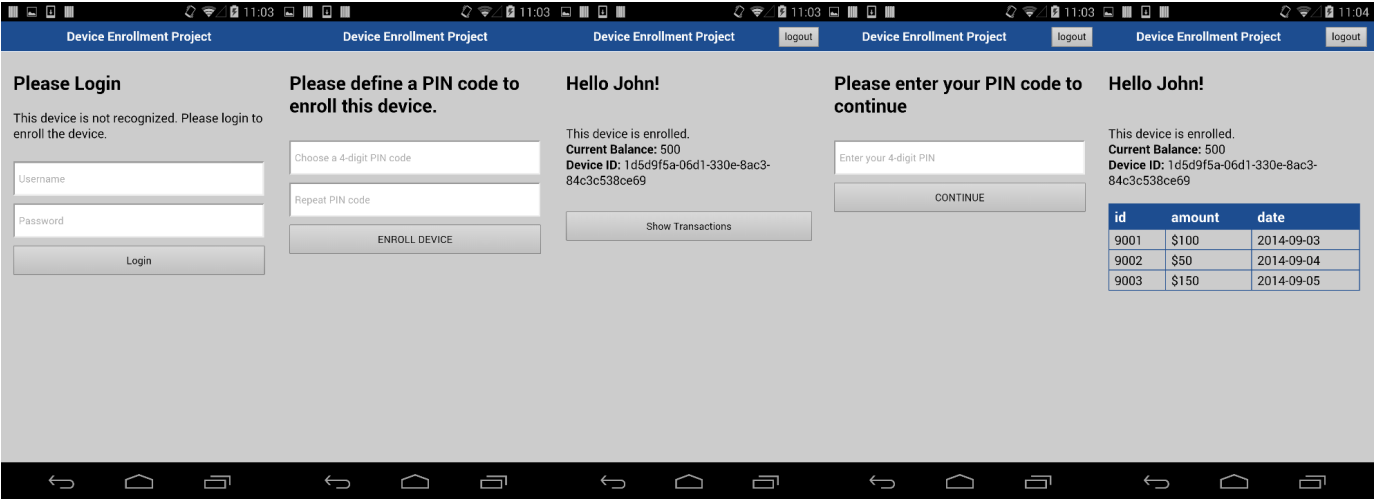 11:03
Device Enrollment Project
Please Login
This device is not recognized. Please login to
enroll the device.
Username
Password
Login
11:03
Device Enrollment Project
Please define a PIN code to
enroll this device.
Choose a 4-digit PIN code
Repeat PIN code
ENROLL DEVICE
11:03
Device Enrollment Project logout
Hello John!
This device is enrolled.
Current Balance: 500
Device ID: 1d5d9f5a-06d1-330e-8ac3-
84c3c538ce69
Show Transactions
11:03
Device Enrollment Project logout
Please enter your PIN code to
continue
Enter your 4-digit PIN
CONTINUE
11:04
Device Enrollment Project logout
Hello John!
This device is enrolled.
Current Balance: 500
Device ID: 1d5d9f5a-06d1-330e-8ac3-
84c3c538ce69
id amount date
9001 $100 2014-09-03
9002 $50 2014-09-04
9003 $150 2014-09-05